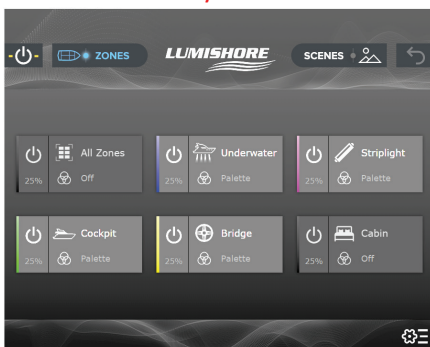 ZONES
LUMISHORE
SCENES
All Zones
25%
Off
Underwater
25%
Palette
Striplight
25%
Palette
Cockpit
25%
Palette
Bridge
25%
Palette
Cabin
25%
Off